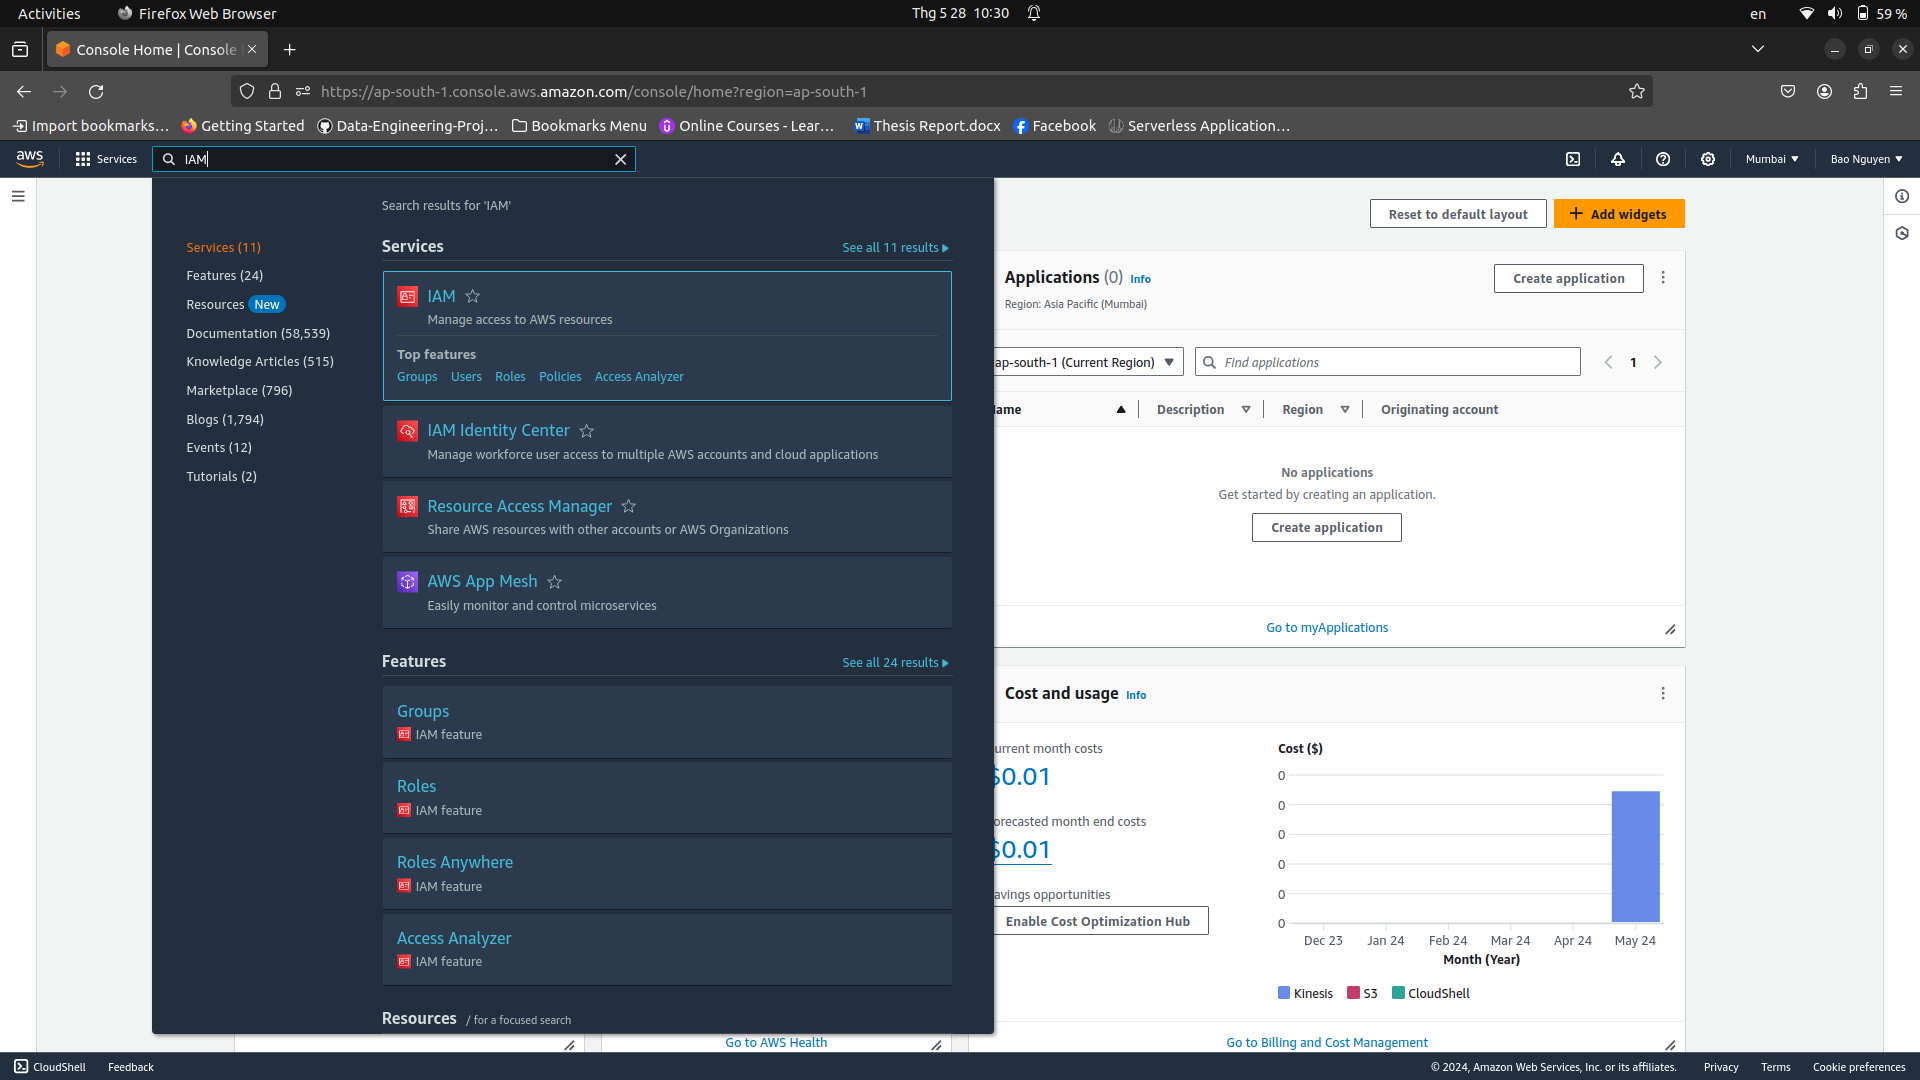 Activities
Firefox Web Browser
Thg 5 28 10:30
en
59 %
Console Home | Console
https://ap-south-1.console.aws.amazon.com/console/home?region=ap-south-1
Import bookmarks…
Getting Started
Data-Engineering-Proj…
Bookmarks Menu
Online Courses - Lear…
Thesis Report.docx
Facebook
Serverless Application…
aws
Services
IAM
Mumbai
Bao Nguyen
Search results for 'IAM'
Services (11)
Features (24)
Resources New
Documentation (58,539)
Knowledge Articles (515)
Marketplace (796)
Blogs (1,794)
Events (12)
Tutorials (2)
Services
See all 11 results
IAM
Manage access to AWS resources
Top features
Groups Users Roles Policies Access Analyzer
IAM Identity Center
Manage workforce user access to multiple AWS accounts and cloud applications
Resource Access Manager
Share AWS resources with other accounts or AWS Organizations
AWS App Mesh
Easily monitor and control microservices
Features
See all 24 results
Groups
IAM feature
Roles
IAM feature
Roles Anywhere
IAM feature
Access Analyzer
IAM feature
Resources / for a focused search
Reset to default layout
+ Add widgets
Applications (0) Info
Region: Asia Pacific (Mumbai)
Create application
ap-south-1 (Current Region)
Find applications
1
ame
Description
Region
Originating account
No applications
Get started by creating an application.
Create application
Go to myApplications
Cost and usage Info
urrent month costs
$0.01
orecasted month end costs
$0.01
avings opportunities
Enable Cost Optimization Hub
Cost ($)
0
0
0
0
0
0
Dec 23 Jan 24 Feb 24 Mar 24 Apr 24 May 24
Month (Year)
Kinesis S3 CloudShell
Go to AWS Health
Go to Billing and Cost Management
CloudShell
Feedback
© 2024, Amazon Web Services, Inc. or its affiliates.
Privacy
Terms
Cookie preferences